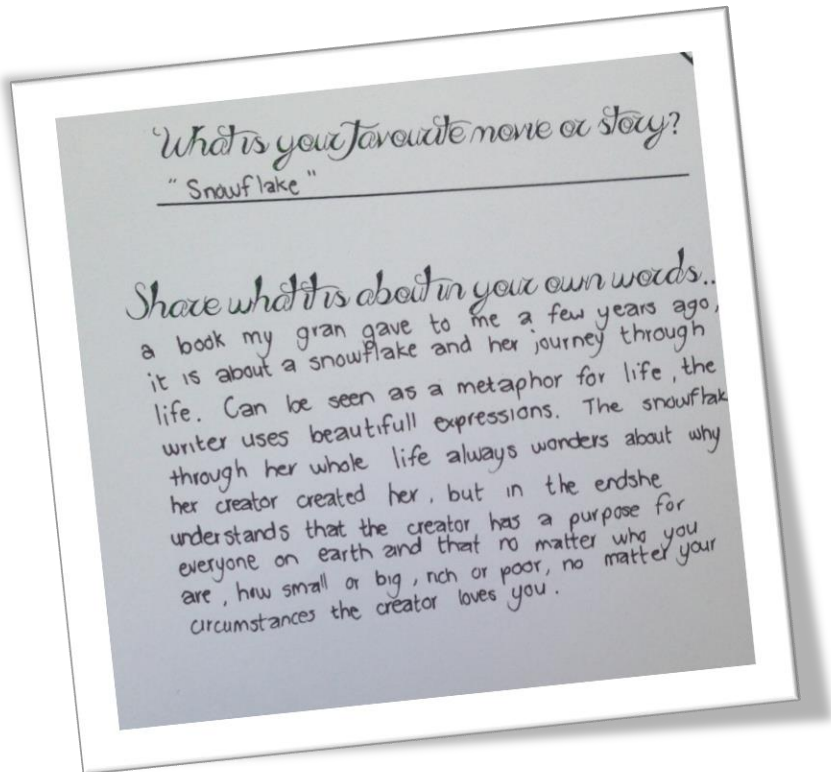 What is your favourite movie or story?
"Snowflake"
Share what it is about in your own words..
a book my gran gave to me a few years ago,
it is about a snowflake and her journey through
life. Can be seen as a metaphor for life, the
writer uses beautifull expressions. The snowflak
through her whole life always wonders about why
her creator created her, but in the endshe
understands that the creator has a purpose for
everyone on earth and that no matter who you
are, how small or big, rich or poor, no matter your
circumstances the creator loves you.